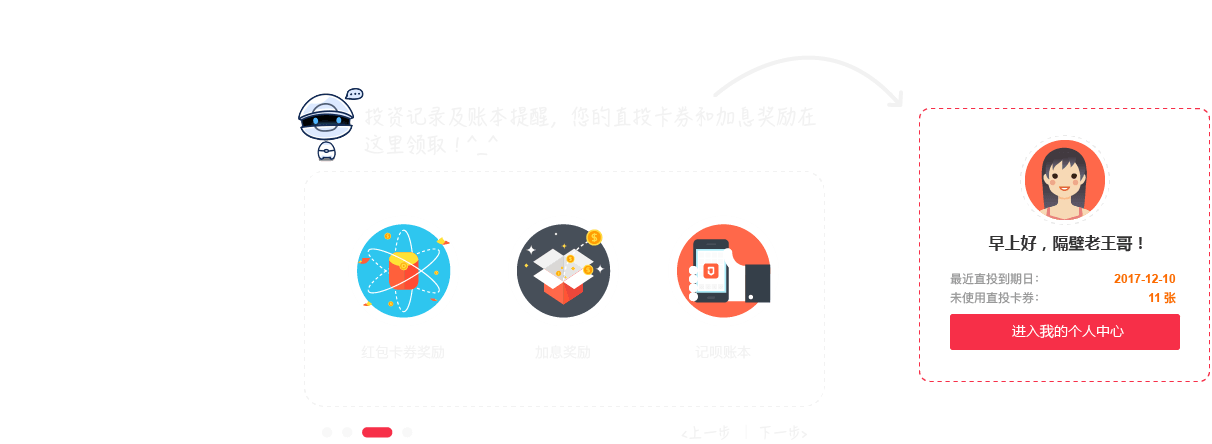 投资记录及账本提醒，您的直投卡券和加息奖励在
这里领取！^_^
红包卡券奖励
加息奖励
记呗账本
<上一步 | 下一步>
早上好，隔壁老王哥！
最近直投到期日： 2017-12-10
未使用直投卡券： 11 张
进入我的个人中心